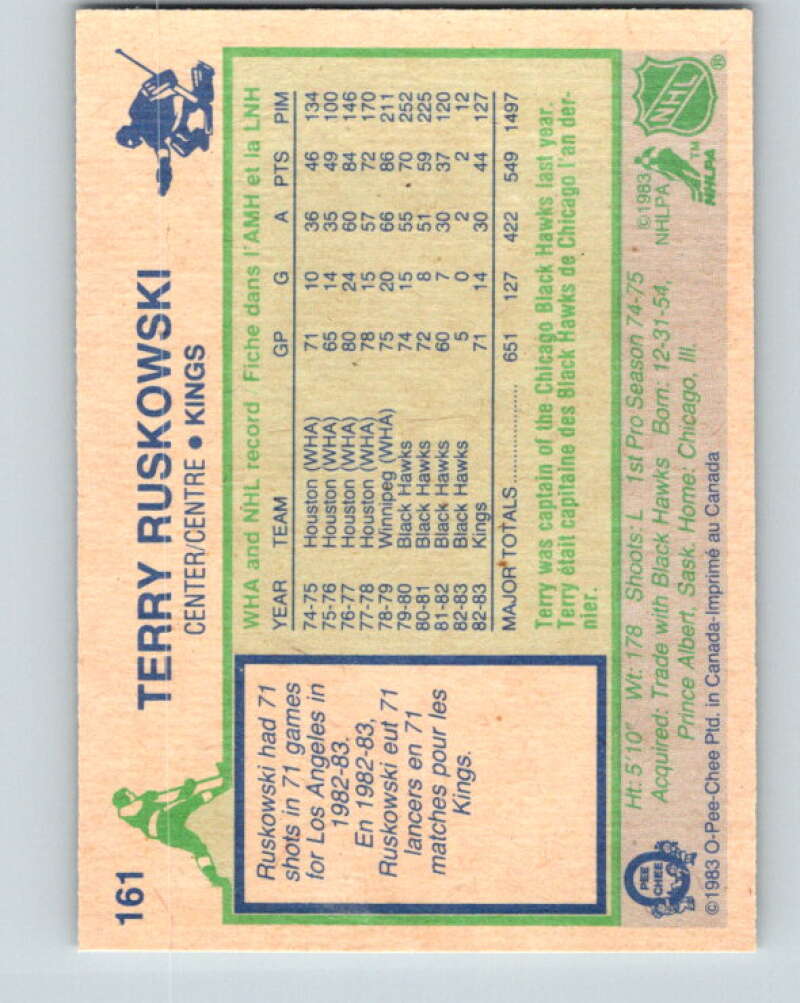 161
TERRY RUSKOWSKI
CENTER/CENTRE • KINGS
Ruskowski had 71
shots in 71 games
for Los Angeles in
1982-83.
En 1982-83,
Ruskowski eut 71
lancers en 71
matches pour les
Kings.
WHA and NHL record / Fiche dans l'AMH et la LNH
YEAR TEAM GP G A PTS PIM
74-75 Houston (WHA) 71 10 36 46 134
75-76 Houston (WHA) 65 14 35 49 100
76-77 Houston (WHA) 80 24 60 84 146
77-78 Houston (WHA) 78 15 57 72 170
78-79 Winnipeg (WHA) 75 20 66 86 211
79-80 Black Hawks 74 15 55 70 252
80-81 Black Hawks 72 8 51 59 225
81-82 Black Hawks 60 7 30 37 120
82-83 Black Hawks 5 0 2 2 12
82-83 Kings 71 14 30 44 127
MAJOR TOTALS.................. 651 127 422 549 1497
Terry was captain of the Chicago Black Hawks last year.
Terry était capitaine des Black Hawks de Chicago l'an der-
nier.
Ht: 5'10" Wt: 178 Shoots: L 1st Pro Season 74-75
Acquired: Trade with Black Hawks Born: 12-31-54,
Prince Albert, Sask. Home: Chicago, Ill.
©1983 O-Pee-Chee Ptd. in Canada-Imprimé au Canada
O
PEE
CHEE
©1983
NHLPA
NHLPA
TM
NHL
®